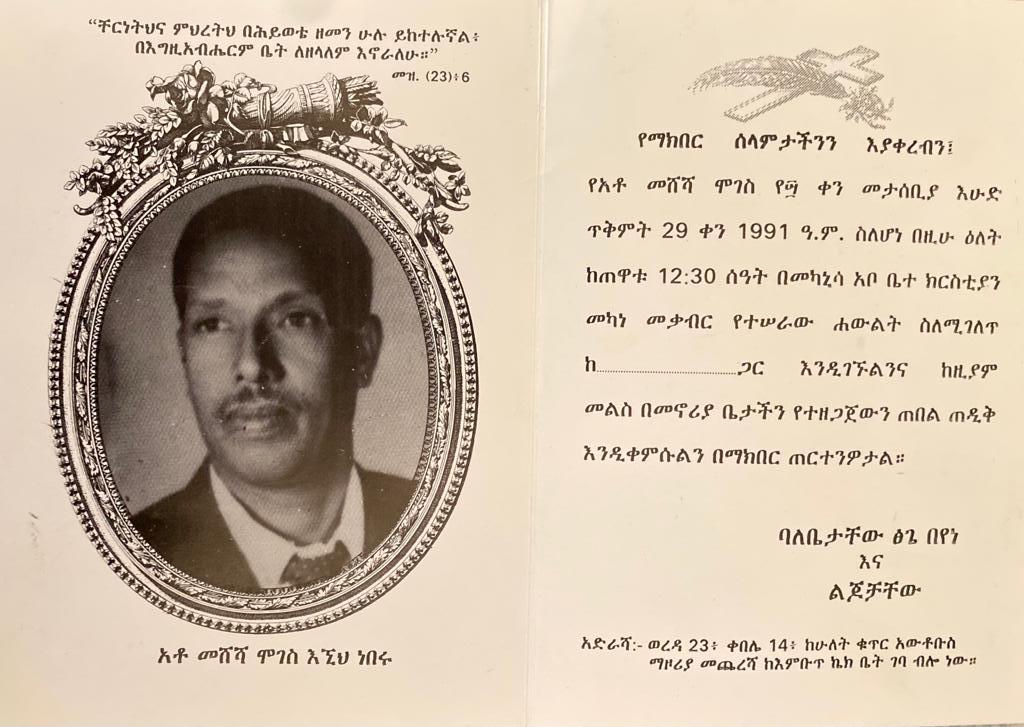 “ቸርነትህና ምህረትህ በሕይወቴ ዘመን ሁሉ ይከተሉኛል፥
በእግዚአብሔርም ቤት ለዘላለም እኖራለሁ።”
መዝ. (23)፥6
አቶ መሸሻ ሞገስ እኚህ ነበሩ
የማክበር ሰላምታችንን እያቀረብን፤
የአቶ መሸሻ ሞገስ የ፵ ቀን መታሰቢያ እሁድ
ጥቅምት 29 ቀን 1991 ዓ.ም. ስለሆነ በዚሁ ዕለት
ከጠዋቱ 12:30 ሰዓት በመካኒሳ አቦ ቤተ ክርስቲያን
መካነ መቃብር የተሠራው ሐውልት ስለሚገለጥ
ከ................................ጋር እንዲገኙልንና ከዚያም
መልስ በመኖሪያ ቤታችን የተዘጋጀውን ጠበል ጠዲቅ
እንዲቀምሱልን በማክበር ጠርተንዎታል።
ባለቤታቸው ፅጌ በየነ
እና
ልጆቻቸው
አድራሻ:- ወረዳ 23፥ ቀበሌ 14፥ ከሁለት ቁጥር አውቶቡስ
ማዞሪያ መጨረሻ ከእምቡጥ ኬክ ቤት ገባ ብሎ ነው።